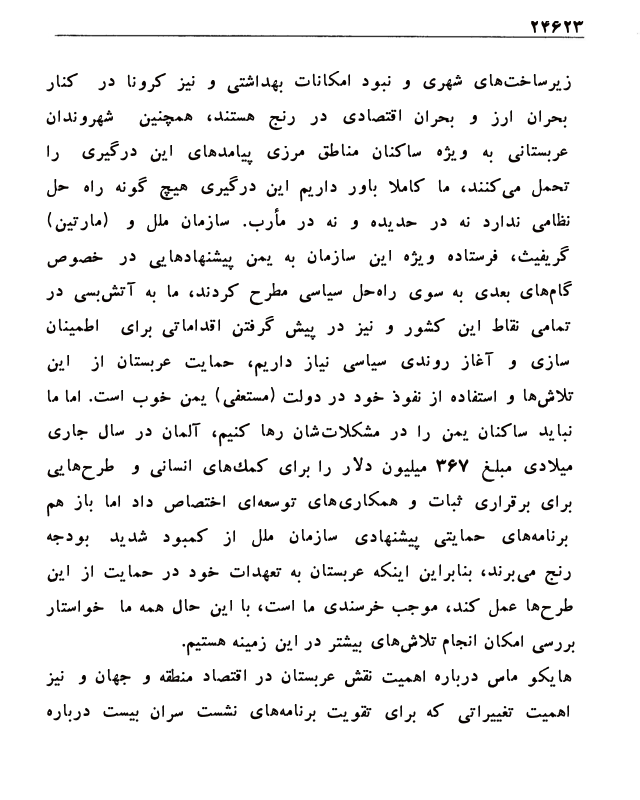 ۲۴۶۲۳
زیرساخت‌های شهری و نبود امکانات بهداشتی و نیز کرونا در کنار
بحران ارز و بحران اقتصادی در رنج هستند، همچنین شهروندان
عربستانی به ویژه ساکنان مناطق مرزی پیامدهای این درگیری را
تحمل می‌کنند، ما کاملا باور داریم این درگیری هیچ گونه راه حل
نظامی ندارد نه در حدیده و نه در مأرب. سازمان ملل و (مارتین)
گریفیث، فرستاده ویژه این سازمان به یمن پیشنهادهایی در خصوص
گام‌های بعدی به سوی راه‌حل سیاسی مطرح کردند، ما به آتش‌بسی در
تمامی نقاط این کشور و نیز در پیش گرفتن اقداماتی برای اطمینان
سازی و آغاز روندی سیاسی نیاز داریم، حمایت عربستان از این
تلاش‌ها و استفاده از نفوذ خود در دولت (مستعفی) یمن خوب است. اما ما
نباید ساکنان یمن را در مشکلات‌شان رها کنیم، آلمان در سال جاری
میلادی مبلغ ۳۶۷ میلیون دلار را برای کمك‌های انسانی و طرح‌هایی
برای برقراری ثبات و همکاری‌های توسعه‌ای اختصاص داد اما باز هم
برنامه‌های حمایتی پیشنهادی سازمان ملل از کمبود شدید بودجه
رنج می‌برند، بنابراین اینکه عربستان به تعهدات خود در حمایت از این
طرح‌ها عمل کند، موجب خرسندی ما است، با این حال همه ما خواستار
بررسی امکان انجام تلاش‌های بیشتر در این زمینه هستیم.
هایکو ماس درباره اهمیت نقش عربستان در اقتصاد منطقه و جهان و نیز
اهمیت تغییراتی که برای تقویت برنامه‌های نشست سران بیست درباره